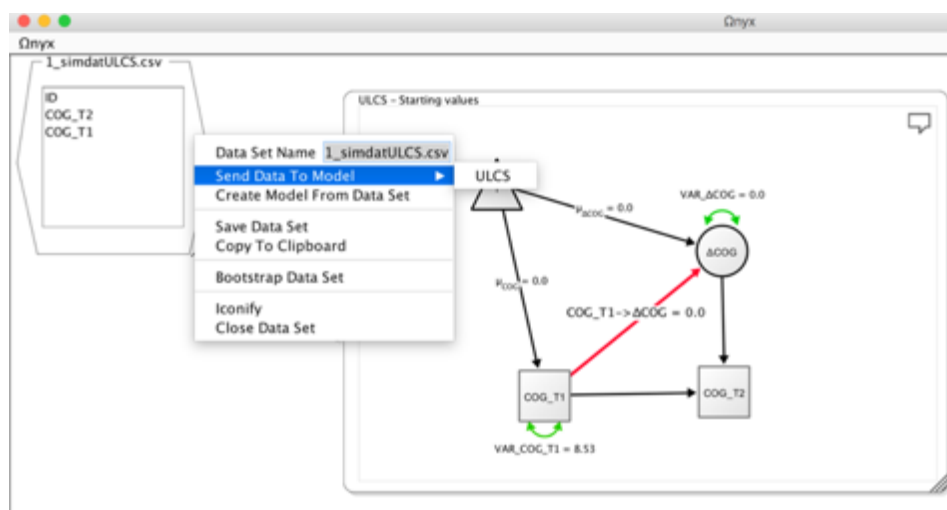 Ωnyx
Ωnyx
1_simdatULCS.csv
ID
COG_T2
COG_T1
Data Set Name 1_simdatULCS.csv
Send Data To Model
ULCS
Create Model From Data Set
Save Data Set
Copy To Clipboard
Bootstrap Data Set
Iconify
Close Data Set
ULCS - Starting values
μΔCOG = 0.0
VAR_ΔCOG = 0.0
ΔCOG
μCOG = 0.0
COG_T1->ΔCOG = 0.0
COG_T1
COG_T2
VAR_COG_T1 = 8.53